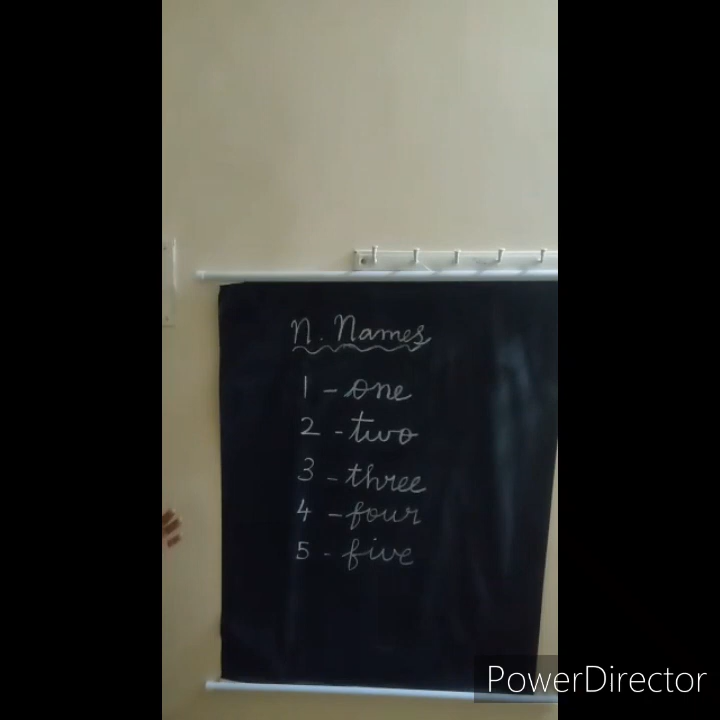 N. Names
1 - one
2 - two
3 - three
4 - four
5 - five
PowerDirector